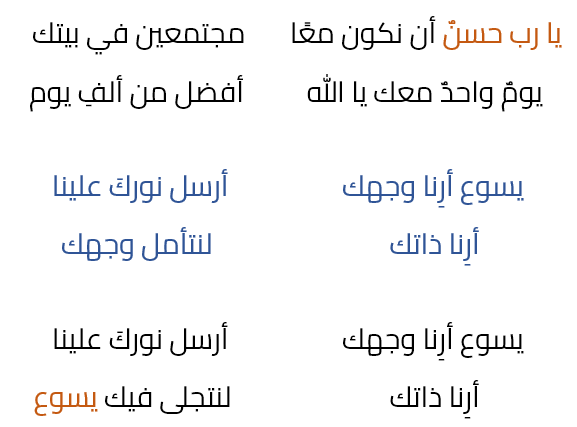 يا رب حسنٌ أن نكون معًا
مجتمعين في بيتك
يومٌ واحدٌ معك يا الله
أفضل من ألفِ يوم
يسوع أرِنا وجهك
أرسل نوركَ علينا
أرِنا ذاتك
لنتأمل وجهك
يسوع أرِنا وجهك
أرسل نوركَ علينا
أرِنا ذاتك
لنتجلى فيك يسوع